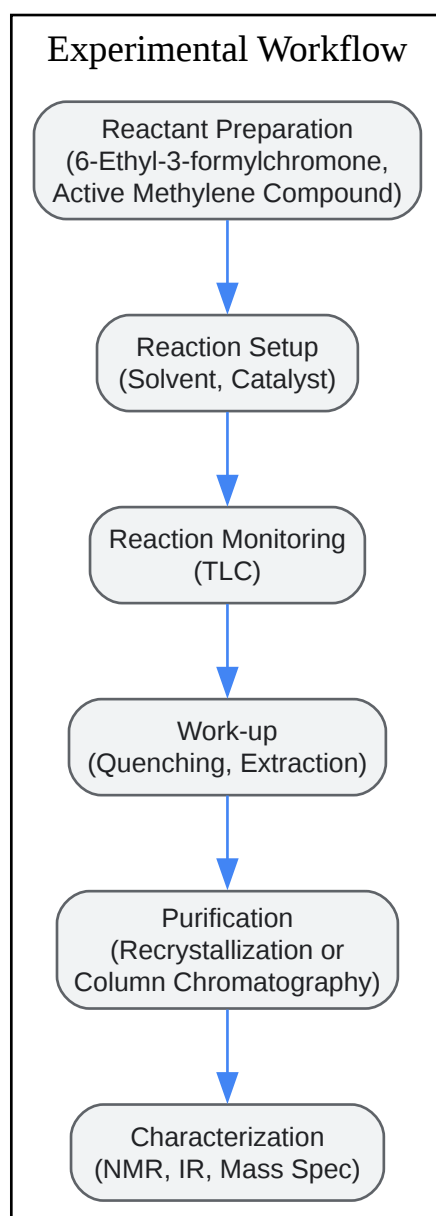 Experimental Workflow
Reactant Preparation
(6-Ethyl-3-formylchromone,
Active Methylene Compound)
Reaction Setup
(Solvent, Catalyst)
Reaction Monitoring
(TLC)
Work-up
(Quenching, Extraction)
Purification
(Recrystallization or
Column Chromatography)
Characterization
(NMR, IR, Mass Spec)